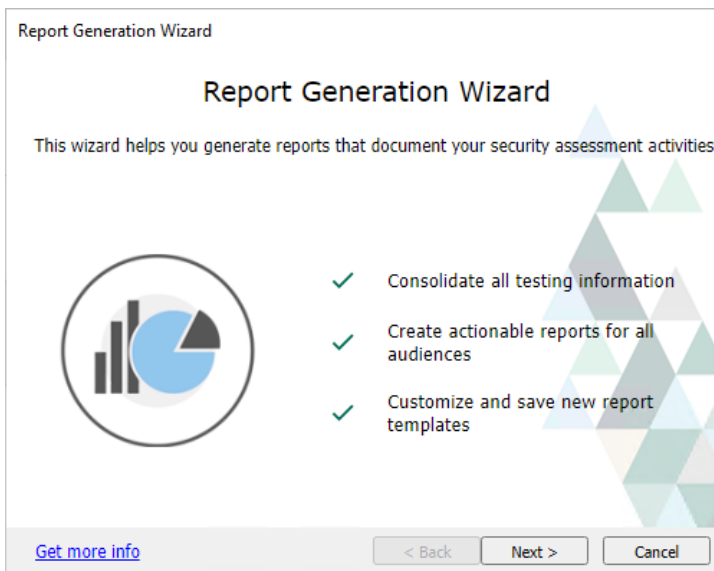 Report Generation Wizard
Report Generation Wizard
This wizard helps you generate reports that document your security assessment activities
Consolidate all testing information
Create actionable reports for all
audiences
Customize and save new report
templates
Get more info
< Back
Next >
Cancel